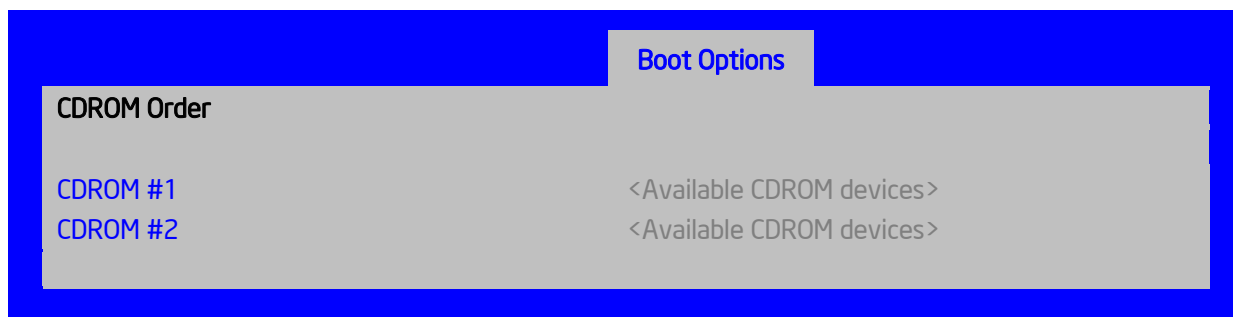 Boot Options
CDROM Order
CDROM #1 <Available CDROM devices>
CDROM #2 <Available CDROM devices>